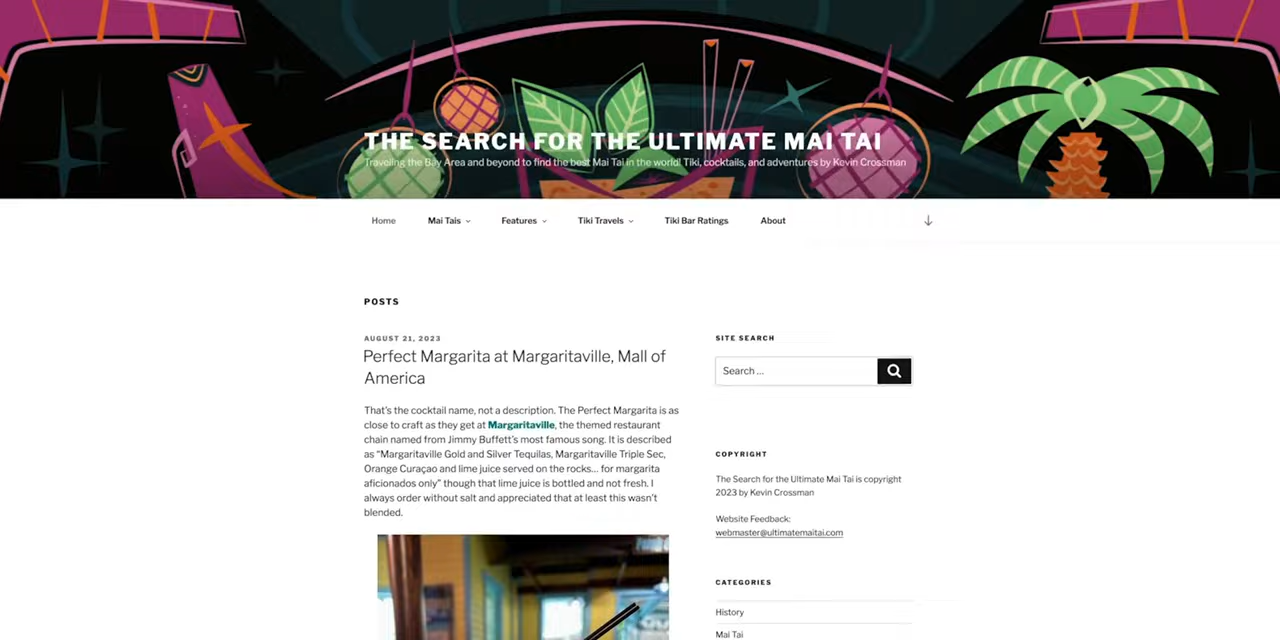 THE SEARCH FOR THE ULTIMATE MAI TAI
Traveling the Bay Area and beyond to find the best Mai Tai in the world! Tiki, cocktails, and adventures by Kevin Crossman
Home Mai Tais Features Tiki Travels Tiki Bar Ratings About
POSTS
AUGUST 21, 2023
Perfect Margarita at Margaritaville, Mall of
America
That's the cocktail name, not a description. The Perfect Margarita is as
close to craft as they get at Margaritaville, the themed restaurant
chain named from Jimmy Buffett's most famous song. It is described
as “Margaritaville Gold and Silver Tequilas, Margaritaville Triple Sec,
Orange Curaçao and lime juice served on the rocks… for margarita
aficionados only” though that lime juice is bottled and not fresh. I
always order without salt and appreciated that at least this wasn't
blended.
SITE SEARCH
Search …
COPYRIGHT
The Search for the Ultimate Mai Tai is copyright
2023 by Kevin Crossman
Website Feedback:
webmaster@ultimatemaitai.com
CATEGORIES
History
Mai Tai